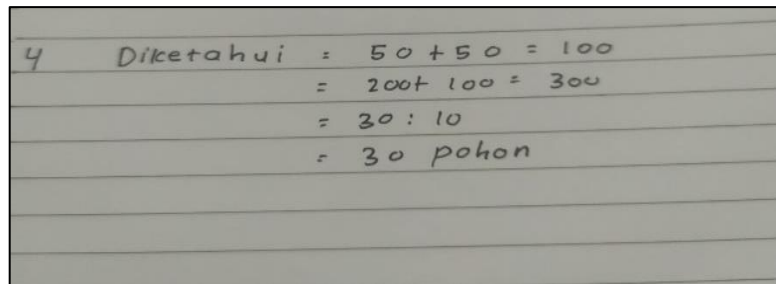 4 Diketahui = 50 + 50 = 100
= 200 + 100 = 300
= 30 : 10
= 30 pohon